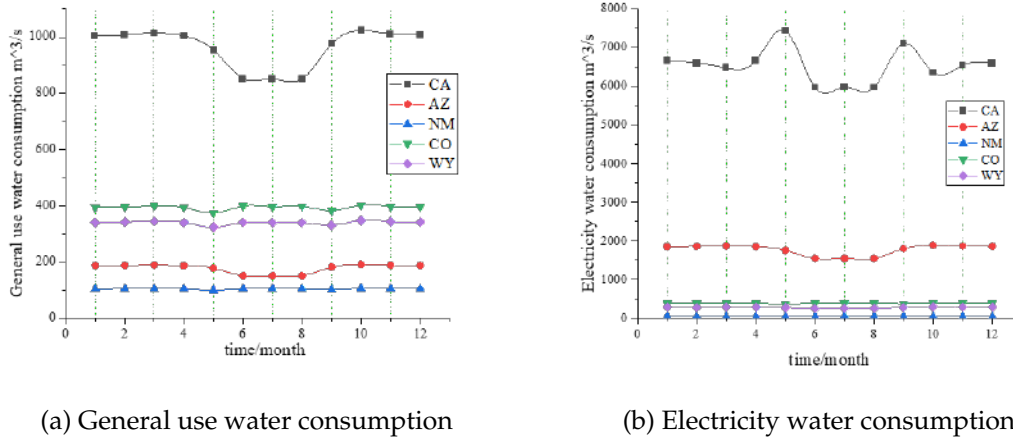 General use water consumption m^3/s
1000
800
600
400
200
0
0 2 4 6 8 10 12
time/month
CA
AZ
NM
CO
WY
(a) General use water consumption
Electricity water consumption m^3/s
8000
7000
6000
5000
4000
3000
2000
1000
0
0 2 4 6 8 10 12
time/month
CA
AZ
NM
CO
WY
(b) Electricity water consumption